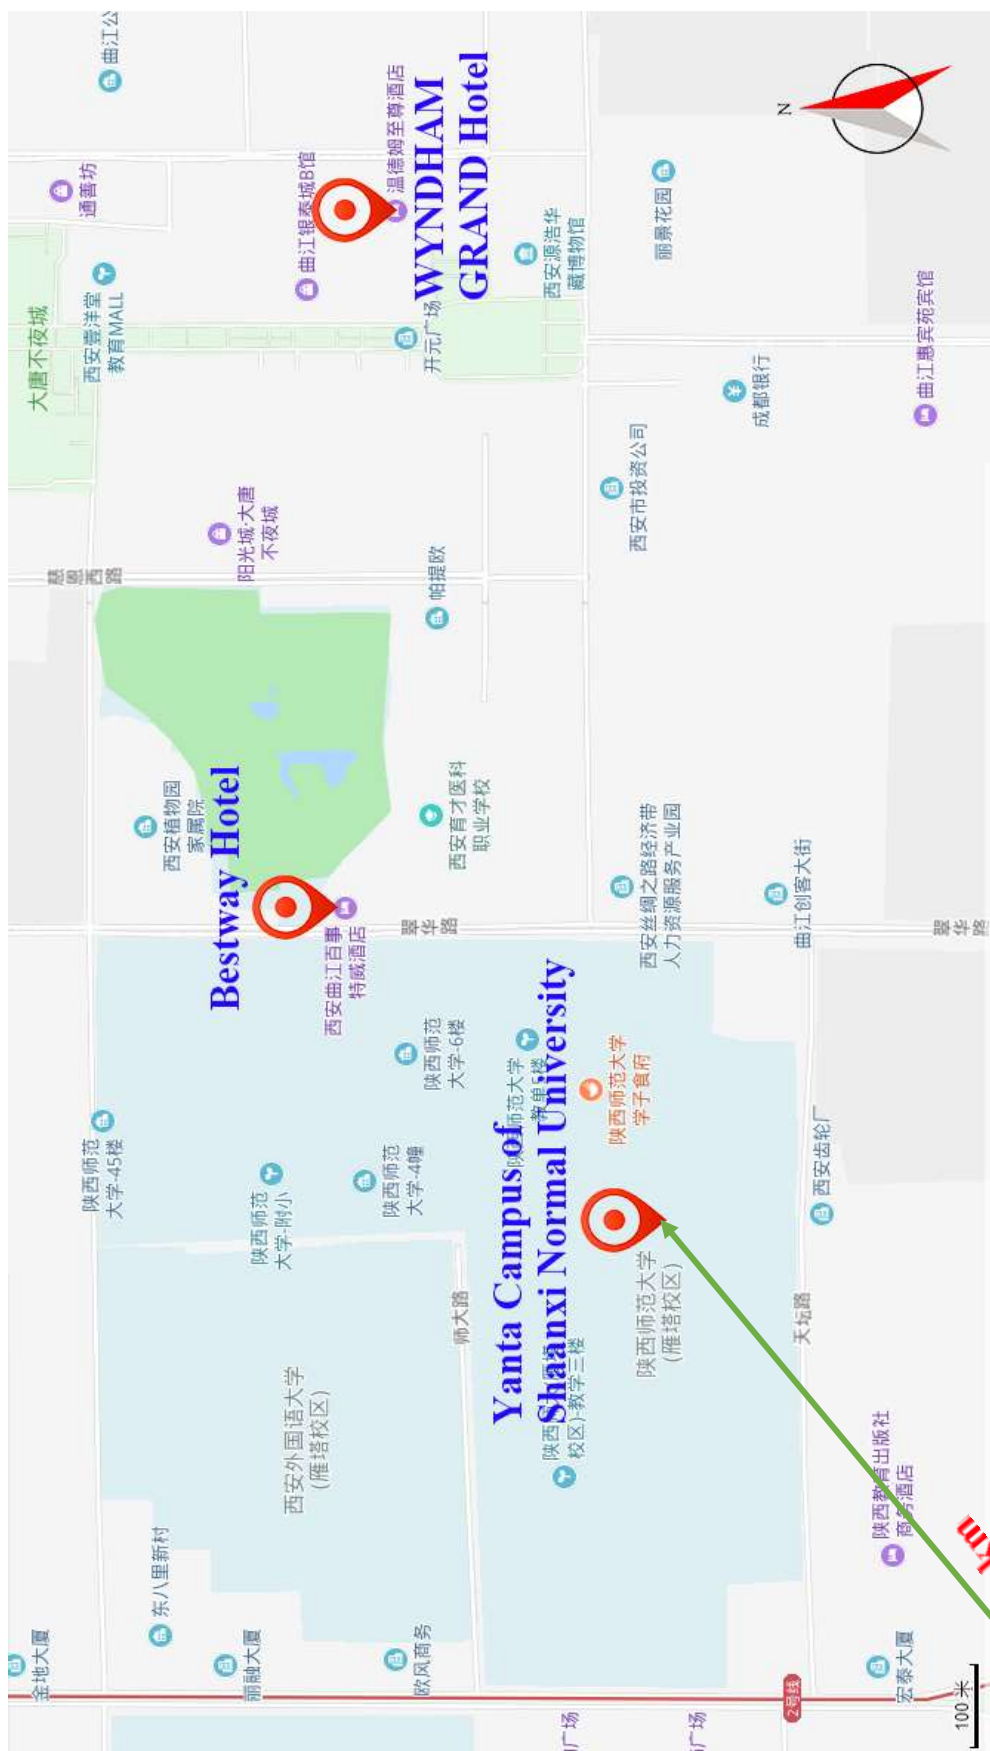 大唐不夜城
金地大厦
通善坊
陕西师范
大学-45楼
西安壹洋堂
教育MALL
曲江公
慈恩西路
东八里新村
西安植物园
家属院
Bestway Hotel
丽融大厦
陕西师范
大学-附小
阳光城·大唐
不夜城
西安外国语大学
(雁塔校区)
曲江银泰城B馆
西安曲江百事
特威酒店
陕西师范
大学-4幢
温德姆至尊酒店
WYNDHAM
GRAND Hotel
欧风商务
陕西师范
大学-6楼
翠华路
开元广场
帕提欧
师大路
西安育才医科
职业学校
Yanta Campus of
Shaanxi Normal University
校区)-教学三楼
西安源浩华
藏博物馆
广场
陕西师范大学
学子食府
陕西师范大学
(雁塔校区)
西安市投资公司
西安丝绸之路经济带
人力资源服务产业园
丽景花园
广场
成都银行
N
2号线
天坛路
曲江创客大街
西安齿轮厂
陕西教育出版社
商务酒店
宏泰大厦
曲江惠宾苑宾馆
翠华路
100米
km